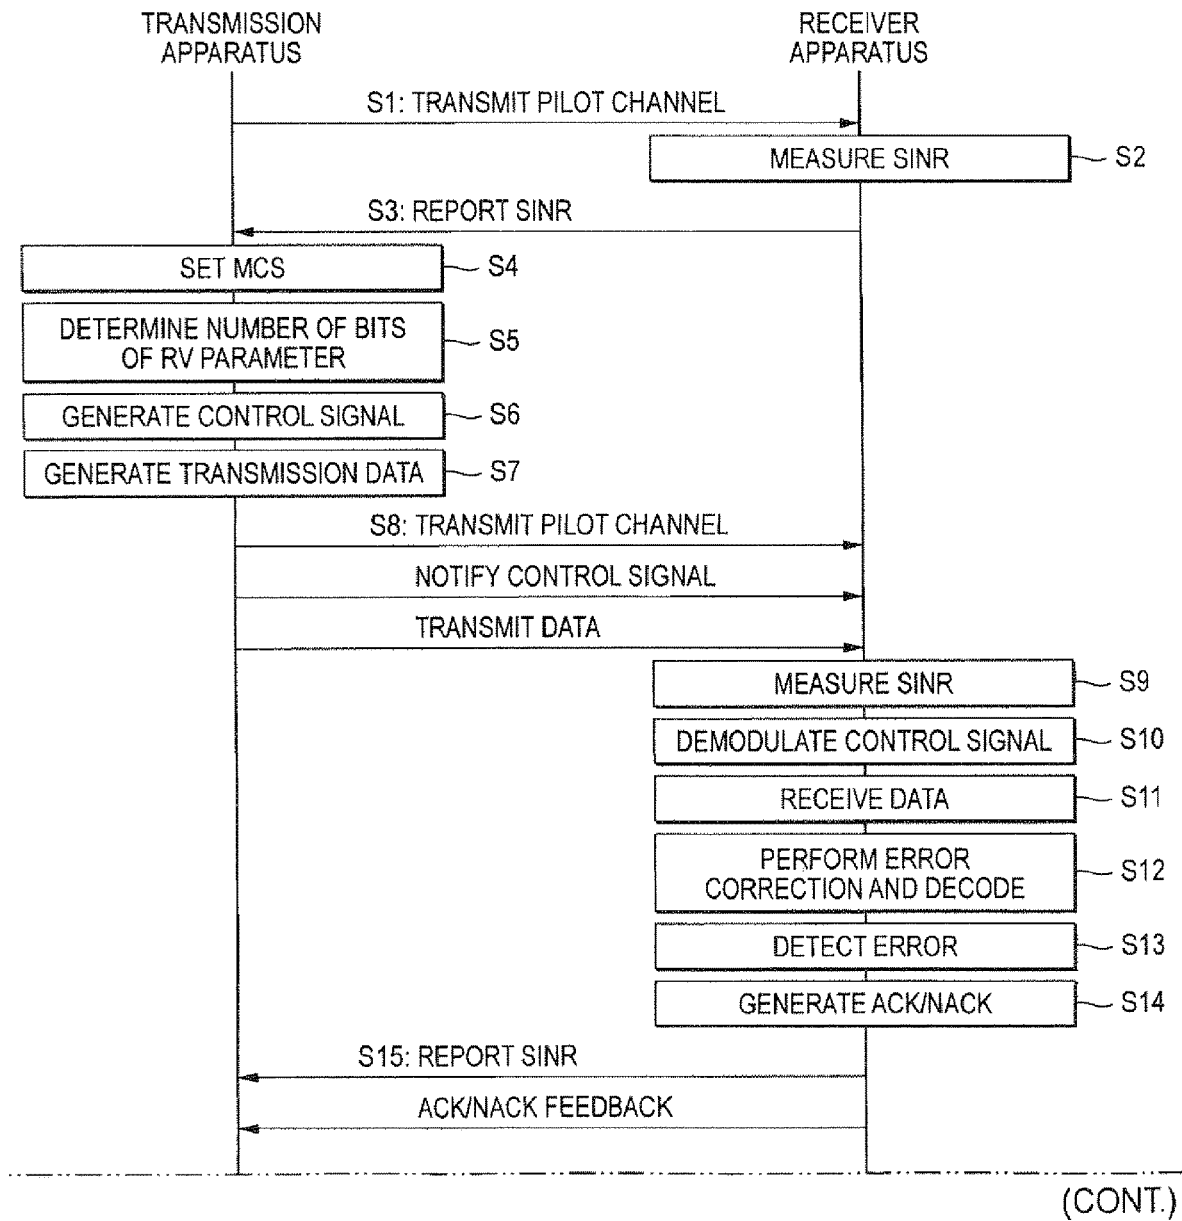 TRANSMISSION
APPARATUS
RECEIVER
APPARATUS
S1: TRANSMIT PILOT CHANNEL
MEASURE SINR
S2
S3: REPORT SINR
SET MCS
S4
DETERMINE NUMBER OF BITS
OF RV PARAMETER
S5
GENERATE CONTROL SIGNAL
S6
GENERATE TRANSMISSION DATA
S7
S8: TRANSMIT PILOT CHANNEL
NOTIFY CONTROL SIGNAL
TRANSMIT DATA
MEASURE SINR
S9
DEMODULATE CONTROL SIGNAL
S10
RECEIVE DATA
S11
PERFORM ERROR
CORRECTION AND DECODE
S12
DETECT ERROR
S13
GENERATE ACK/NACK
S14
S15: REPORT SINR
ACK/NACK FEEDBACK
(CONT.)